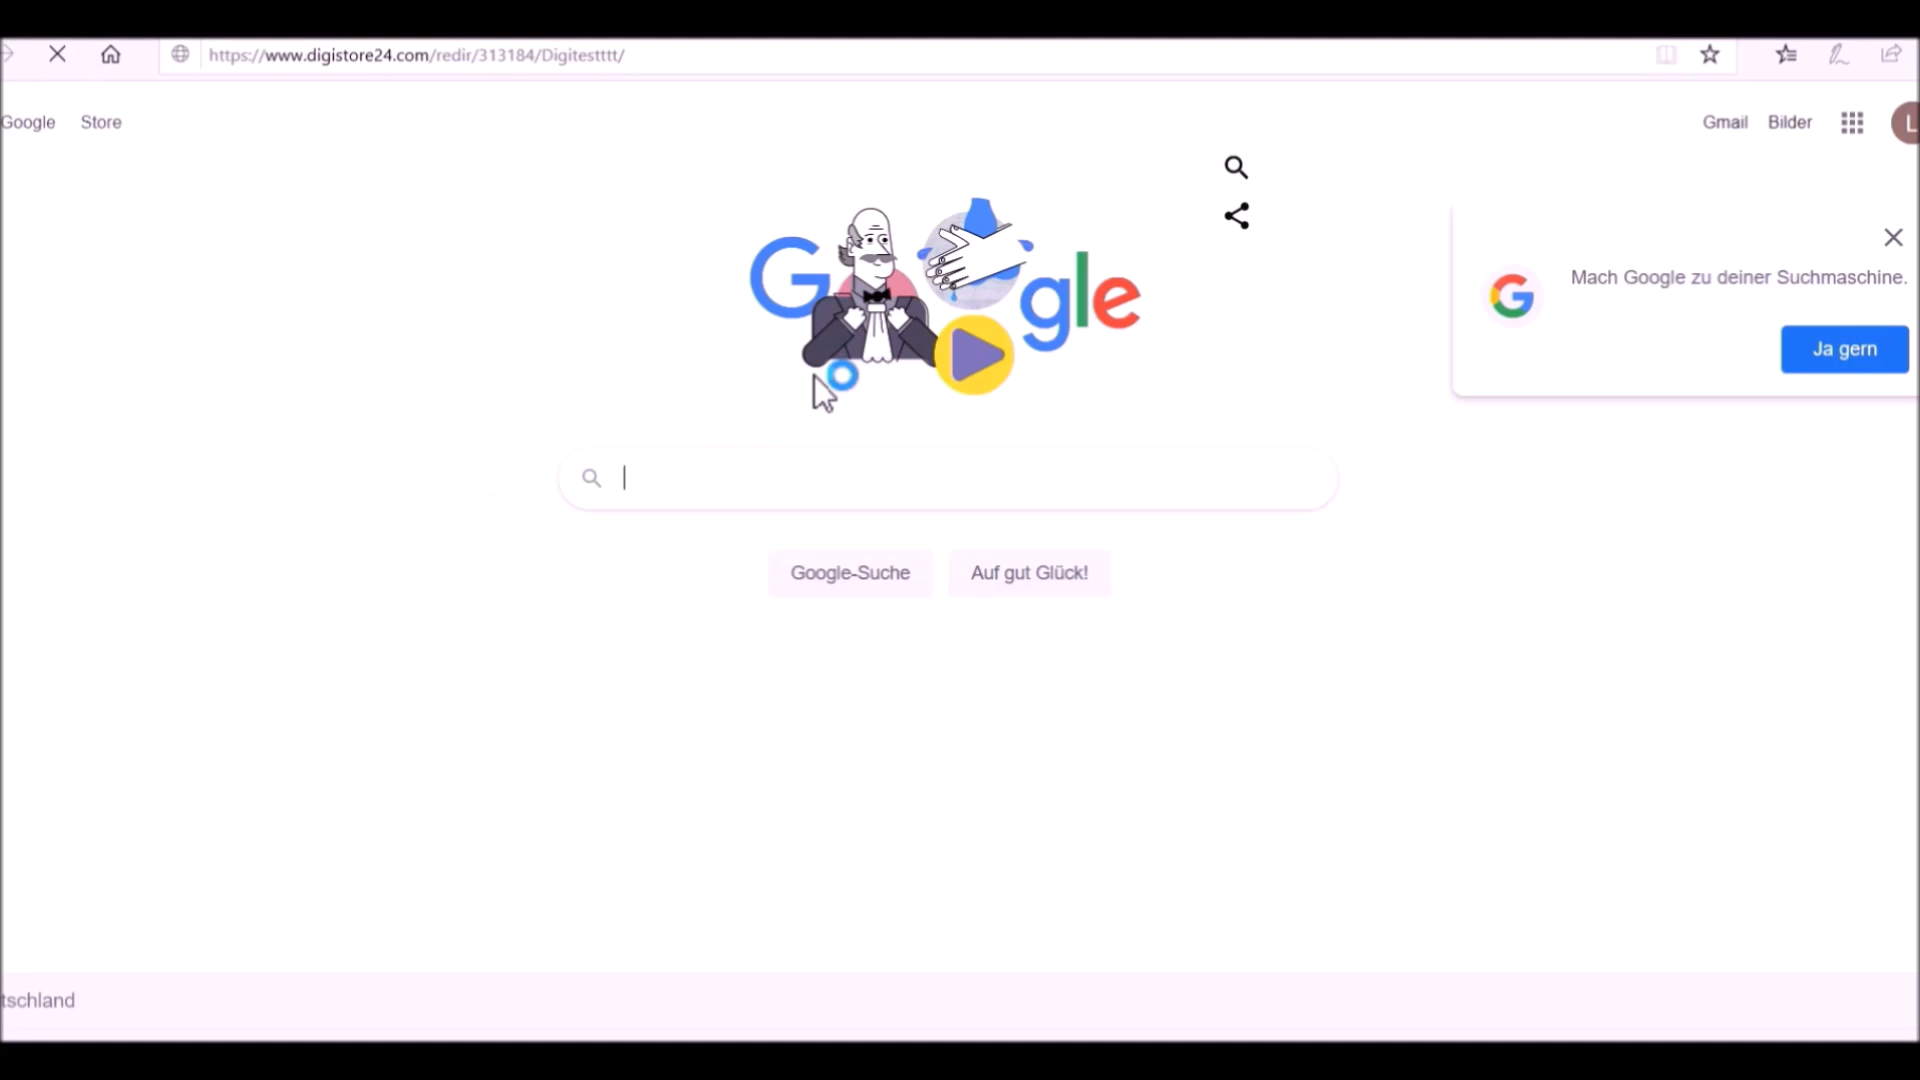 https://www.digistore24.com/redir/313184/Digitestttt/
Google Store
Gmail Bilder
L
Google
Mach Google zu deiner Suchmaschine.
G
Ja gern
Google-Suche
Auf gut Glück!
tschland